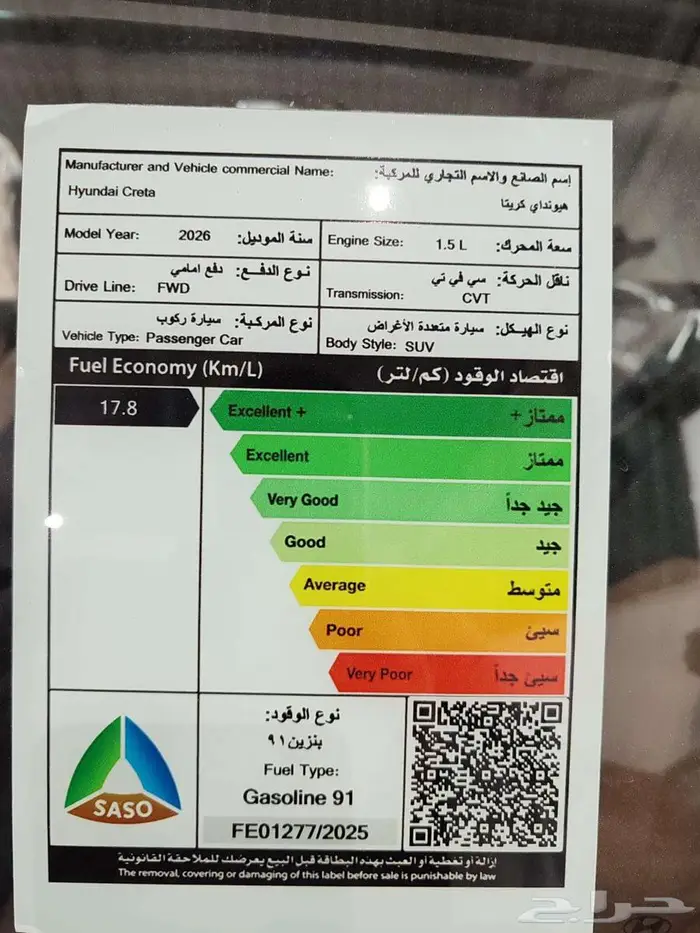 Manufacturer and Vehicle commercial Name: إسم الصانع والاسم التجاري للمركبة:
Hyundai Creta هيونداي كريتا
Model Year: 2026 سنة الموديل:
Engine Size: 1.5 L سعة المحرك:
نوع الدفـع: دفع امامي
Drive Line: FWD
ناقل الحركة: سي في تي
Transmission: CVT
نوع المركبة: سيارة ركوب
Vehicle Type: Passenger Car
نوع الهيكل: سيارة متعددة الأغراض
Body Style: SUV
Fuel Economy (Km/L) اقتصاد الوقود (كم/لتر)
17.8
Excellent + ممتاز+
Excellent ممتاز
Very Good جيد جداً
Good جيد
Average متوسط
Poor سيئ
Very Poor سيئ جداً
SASO
نوع الوقود:
بنزين ٩١
Fuel Type:
Gasoline 91
FE01277/2025
إزالة أو تغطية أو العبث بهذه البطاقة قبل البيع يعرضك للملاحقة القانونية
The removal, covering or damaging of this label before sale is punishable by law
حراج